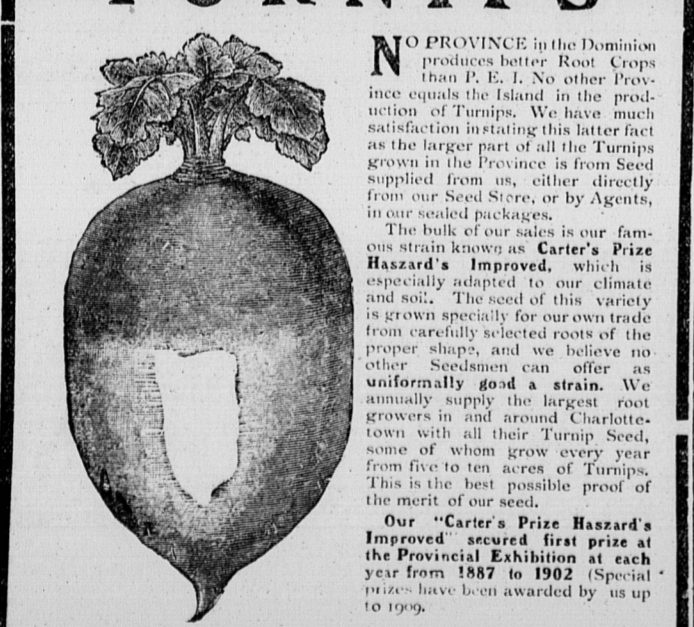 TURNIPS
NO PROVINCE in the Dominion
produces better Root Crops
than P. E. I. No other Prov-
ince equals the Island in the prod-
uction of Turnips. We have much
satisfaction in stating this latter fact
as the larger part of all the Turnips
grown in the Province is from Seed
supplied from us, either directly
from our Seed Store, or by Agents,
in our sealed packages.
The bulk of our sales is our fam-
ous strain known as Carter's Prize
Haszard's Improved, which is
especially adapted to our climate
and soil. The seed of this variety
is grown specially for our own trade
from carefully selected roots of the
proper shape, and we believe no
other Seedsmen can offer as
uniformally good a strain. We
annually supply the largest root
growers in and around Charlotte-
town with all their Turnip Seed,
some of whom grow every year
from five to ten acres of Turnips.
This is the best possible proof of
the merit of our seed.
Our "Carter's Prize Haszard's
Improved" secured first prize at
the Provincial Exhibition at each
year from 1887 to 1902 (Special
prizes have been awarded by us up
to 1909.